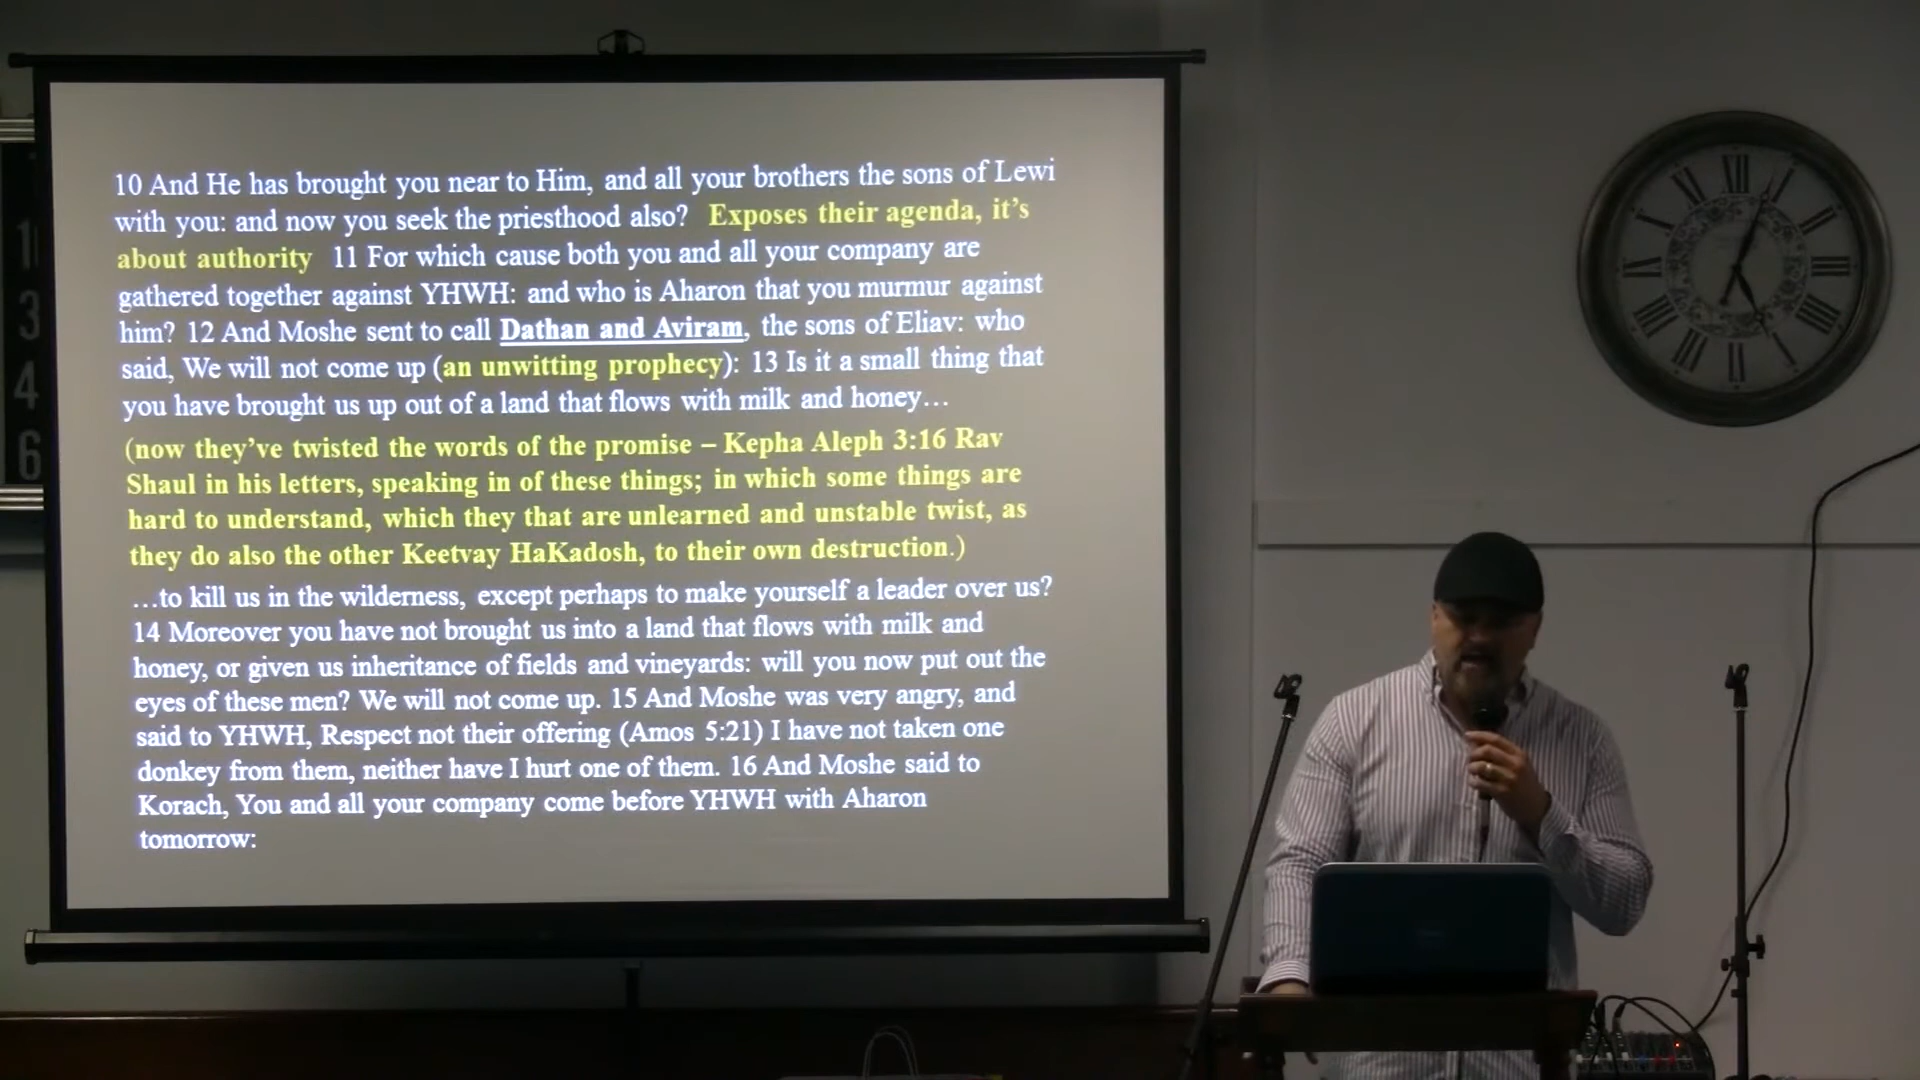 10 And He has brought you near to Him, and all your brothers the sons of Lewi
with you: and now you seek the priesthood also? Exposes their agenda, it’s
about authority 11 For which cause both you and all your company are
gathered together against YHWH: and who is Aharon that you murmur against
him? 12 And Moshe sent to call Dathan and Aviram, the sons of Eliav: who
said, We will not come up (an unwitting prophecy): 13 Is it a small thing that
you have brought us up out of a land that flows with milk and honey…
(now they’ve twisted the words of the promise – Kepha Aleph 3:16 Rav
Shaul in his letters, speaking in of these things; in which some things are
hard to understand, which they that are unlearned and unstable twist, as
they do also the other Keetvay HaKadosh, to their own destruction.)
…to kill us in the wilderness, except perhaps to make yourself a leader over us?
14 Moreover you have not brought us into a land that flows with milk and
honey, or given us inheritance of fields and vineyards: will you now put out the
eyes of these men? We will not come up. 15 And Moshe was very angry, and
said to YHWH, Respect not their offering (Amos 5:21) I have not taken one
donkey from them, neither have I hurt one of them. 16 And Moshe said to
Korach, You and all your company come before YHWH with Aharon
tomorrow:
3
4
6
XII
I
II
III
IIII
V
VI
VII
VIII
IX
X
XI